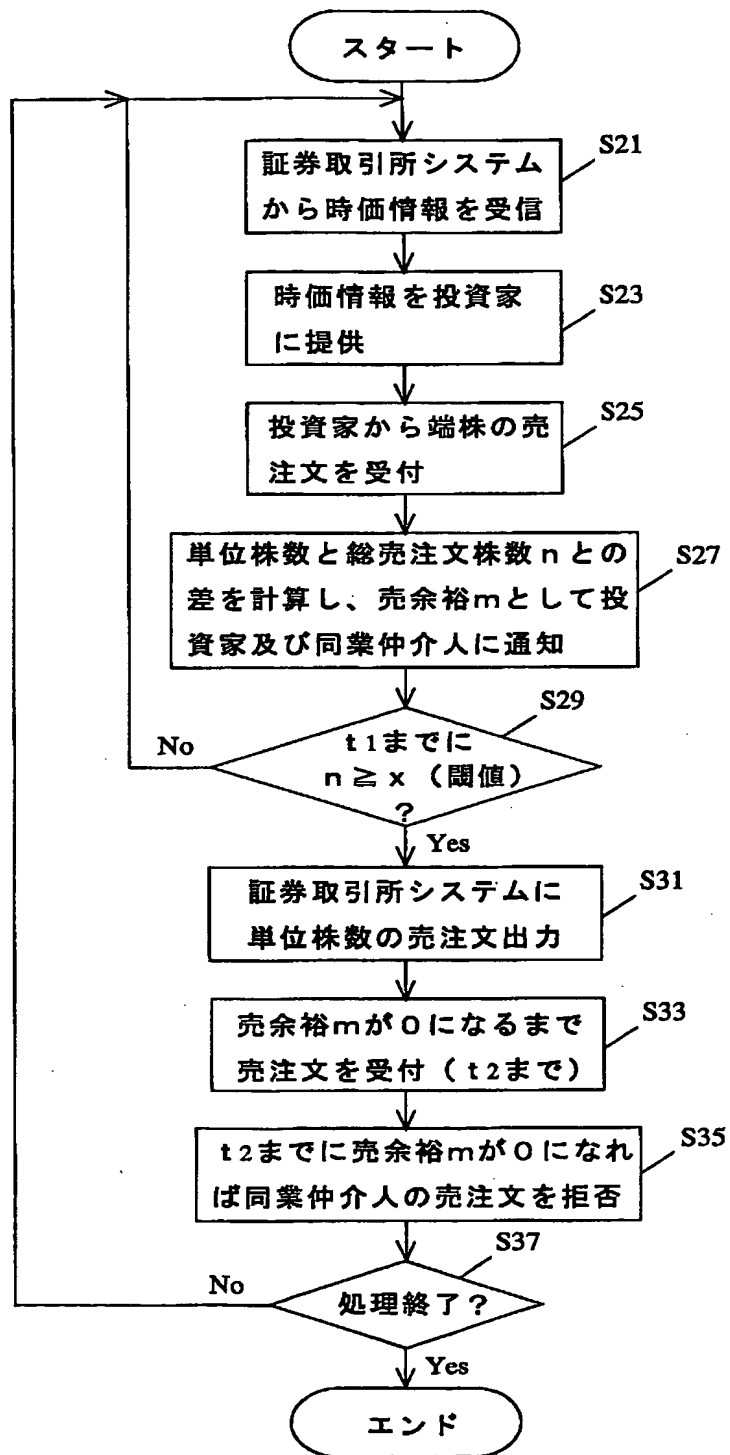 スタート
S21
証券取引所システム
から時価情報を受信
S23
時価情報を投資家
に提供
S25
投資家から端株の売
注文を受付
S27
単位株数と総売注文株数nとの
差を計算し、売余裕mとして投
資家及び同業仲介人に通知
S29
No
t1までに
n≧x（閾値）
？
Yes
S31
証券取引所システムに
単位株数の売注文出力
S33
売余裕mが0になるまで
売注文を受付（t2まで）
S35
t2までに売余裕mが0になれ
ば同業仲介人の売注文を拒否
S37
No
処理終了？
Yes
エンド